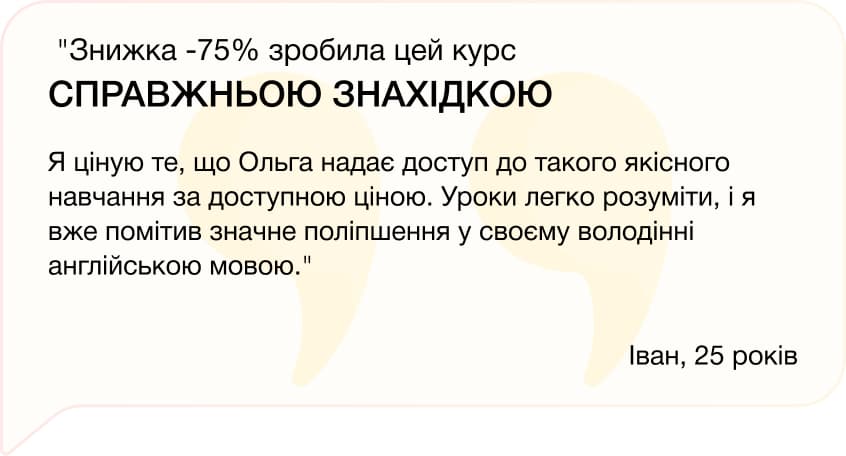 "Знижка -75% зробила цей курс
СПРАВЖНЬОЮ ЗНАХІДКОЮ
Я ціную те, що Ольга надає доступ до такого якісного
навчання за доступною ціною. Уроки легко розуміти, і я
вже помітив значне поліпшення у своєму володінні
англійською мовою."
Іван, 25 років